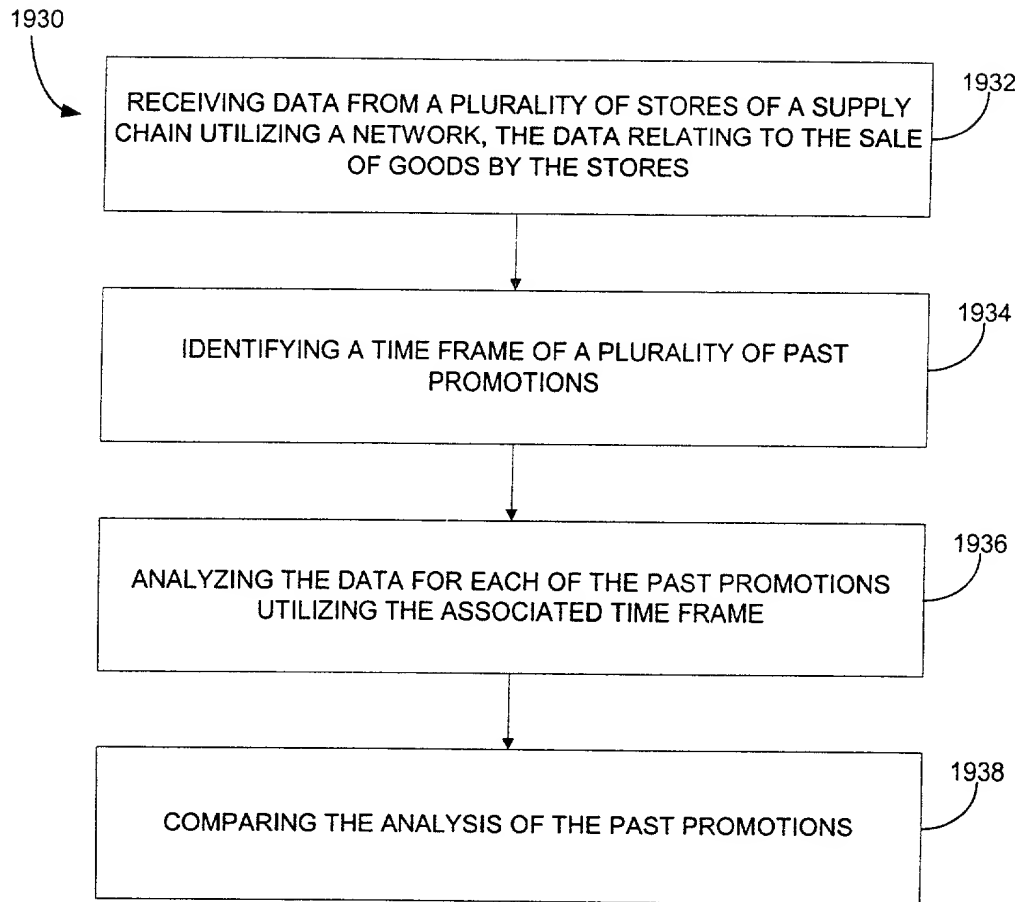 1930
1932
RECEIVING DATA FROM A PLURALITY OF STORES OF A SUPPLY
CHAIN UTILIZING A NETWORK, THE DATA RELATING TO THE SALE
OF GOODS BY THE STORES
1934
IDENTIFYING A TIME FRAME OF A PLURALITY OF PAST
PROMOTIONS
1936
ANALYZING THE DATA FOR EACH OF THE PAST PROMOTIONS
UTILIZING THE ASSOCIATED TIME FRAME
1938
COMPARING THE ANALYSIS OF THE PAST PROMOTIONS